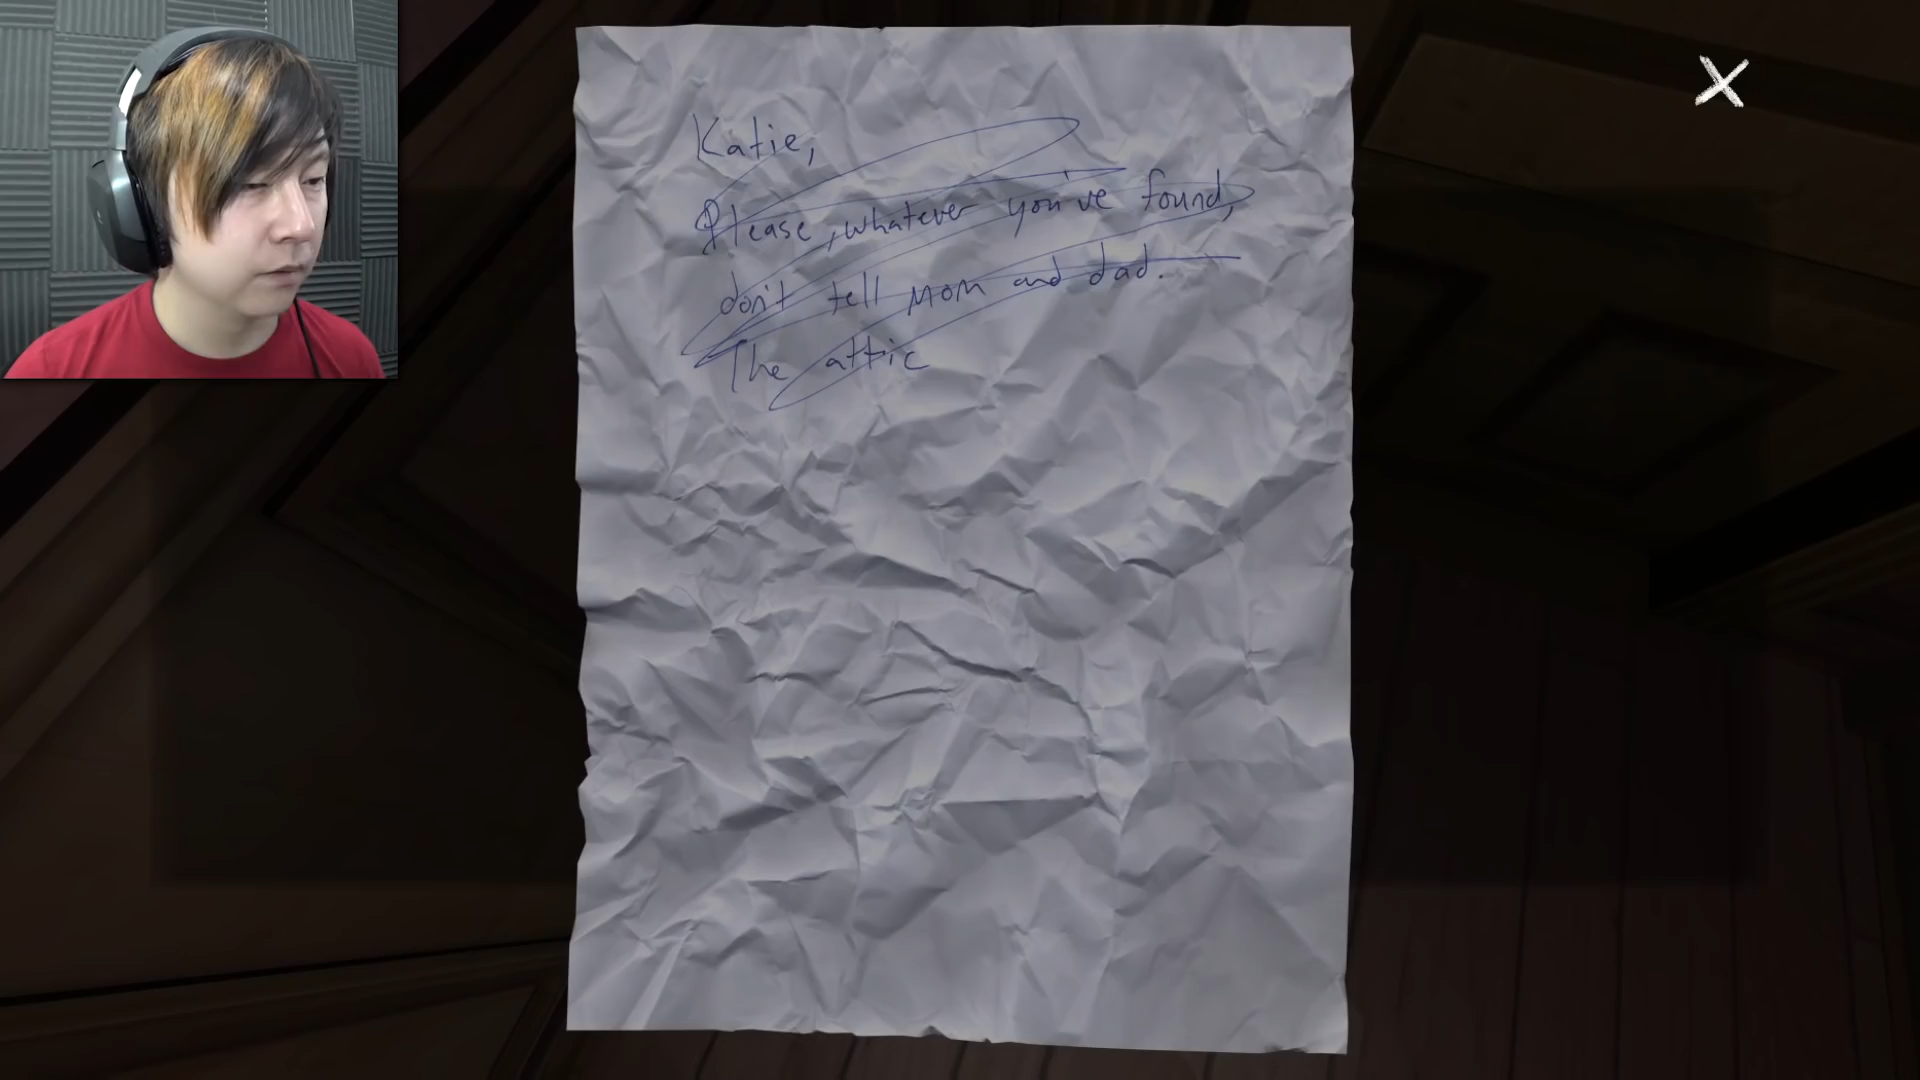 Katie,
Please, whatever you've found,
don't tell mom and dad.
The attic